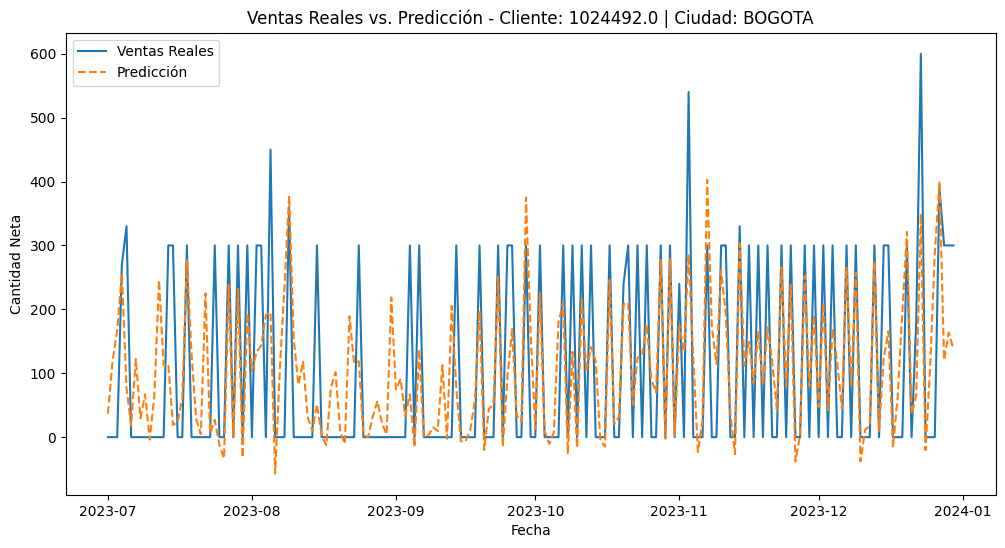 Ventas Reales vs. Predicción - Cliente: 1024492.0 | Ciudad: BOGOTA
Ventas Reales
Predicción
Cantidad Neta
600
500
400
300
200
100
0
2023-07
2023-08
2023-09
2023-10
2023-11
2023-12
2024-01
Fecha